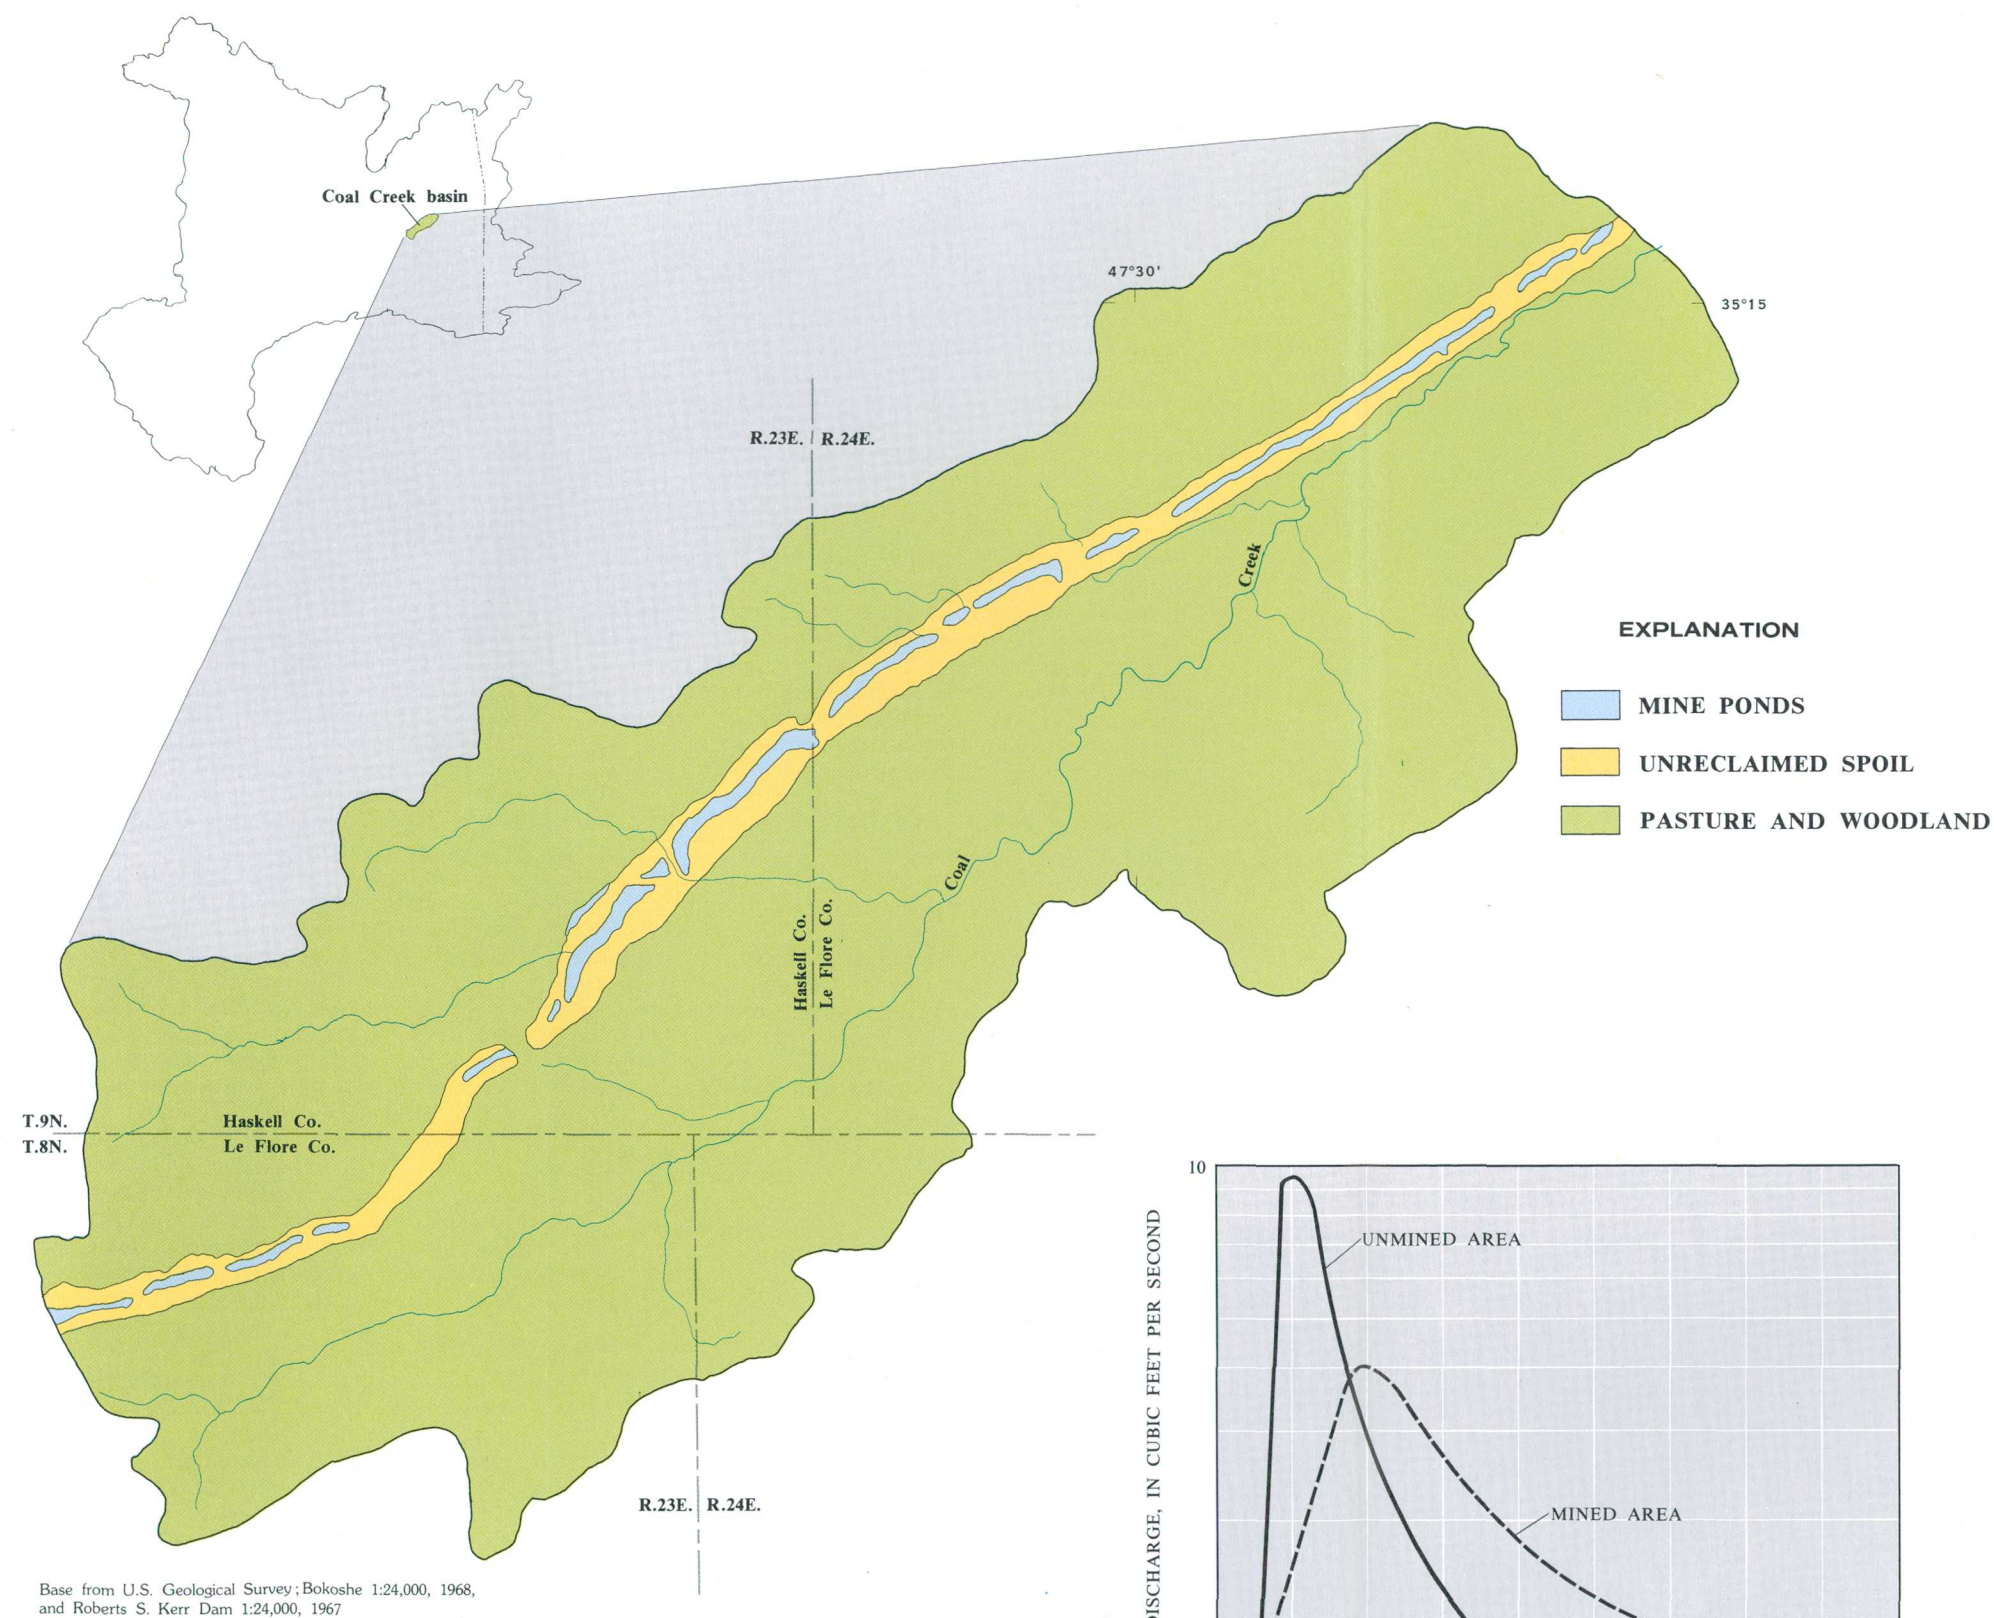 Coal Creek basin
47°30'
35°15
R.23E. R.24E.
Creek
EXPLANATION
MINE PONDS
UNRECLAIMED SPOIL
PASTURE AND WOODLAND
Coal
Haskell Co.
Le Flore Co.
T.9N.
T.8N.
Haskell Co.
Le Flore Co.
10
UNMINED AREA
DISCHARGE, IN CUBIC FEET PER SECOND
MINED AREA
R.23E. R.24E.
Base from U.S. Geological Survey; Bokoshe 1:24,000, 1968,
and Roberts S. Kerr Dam 1:24,000, 1967